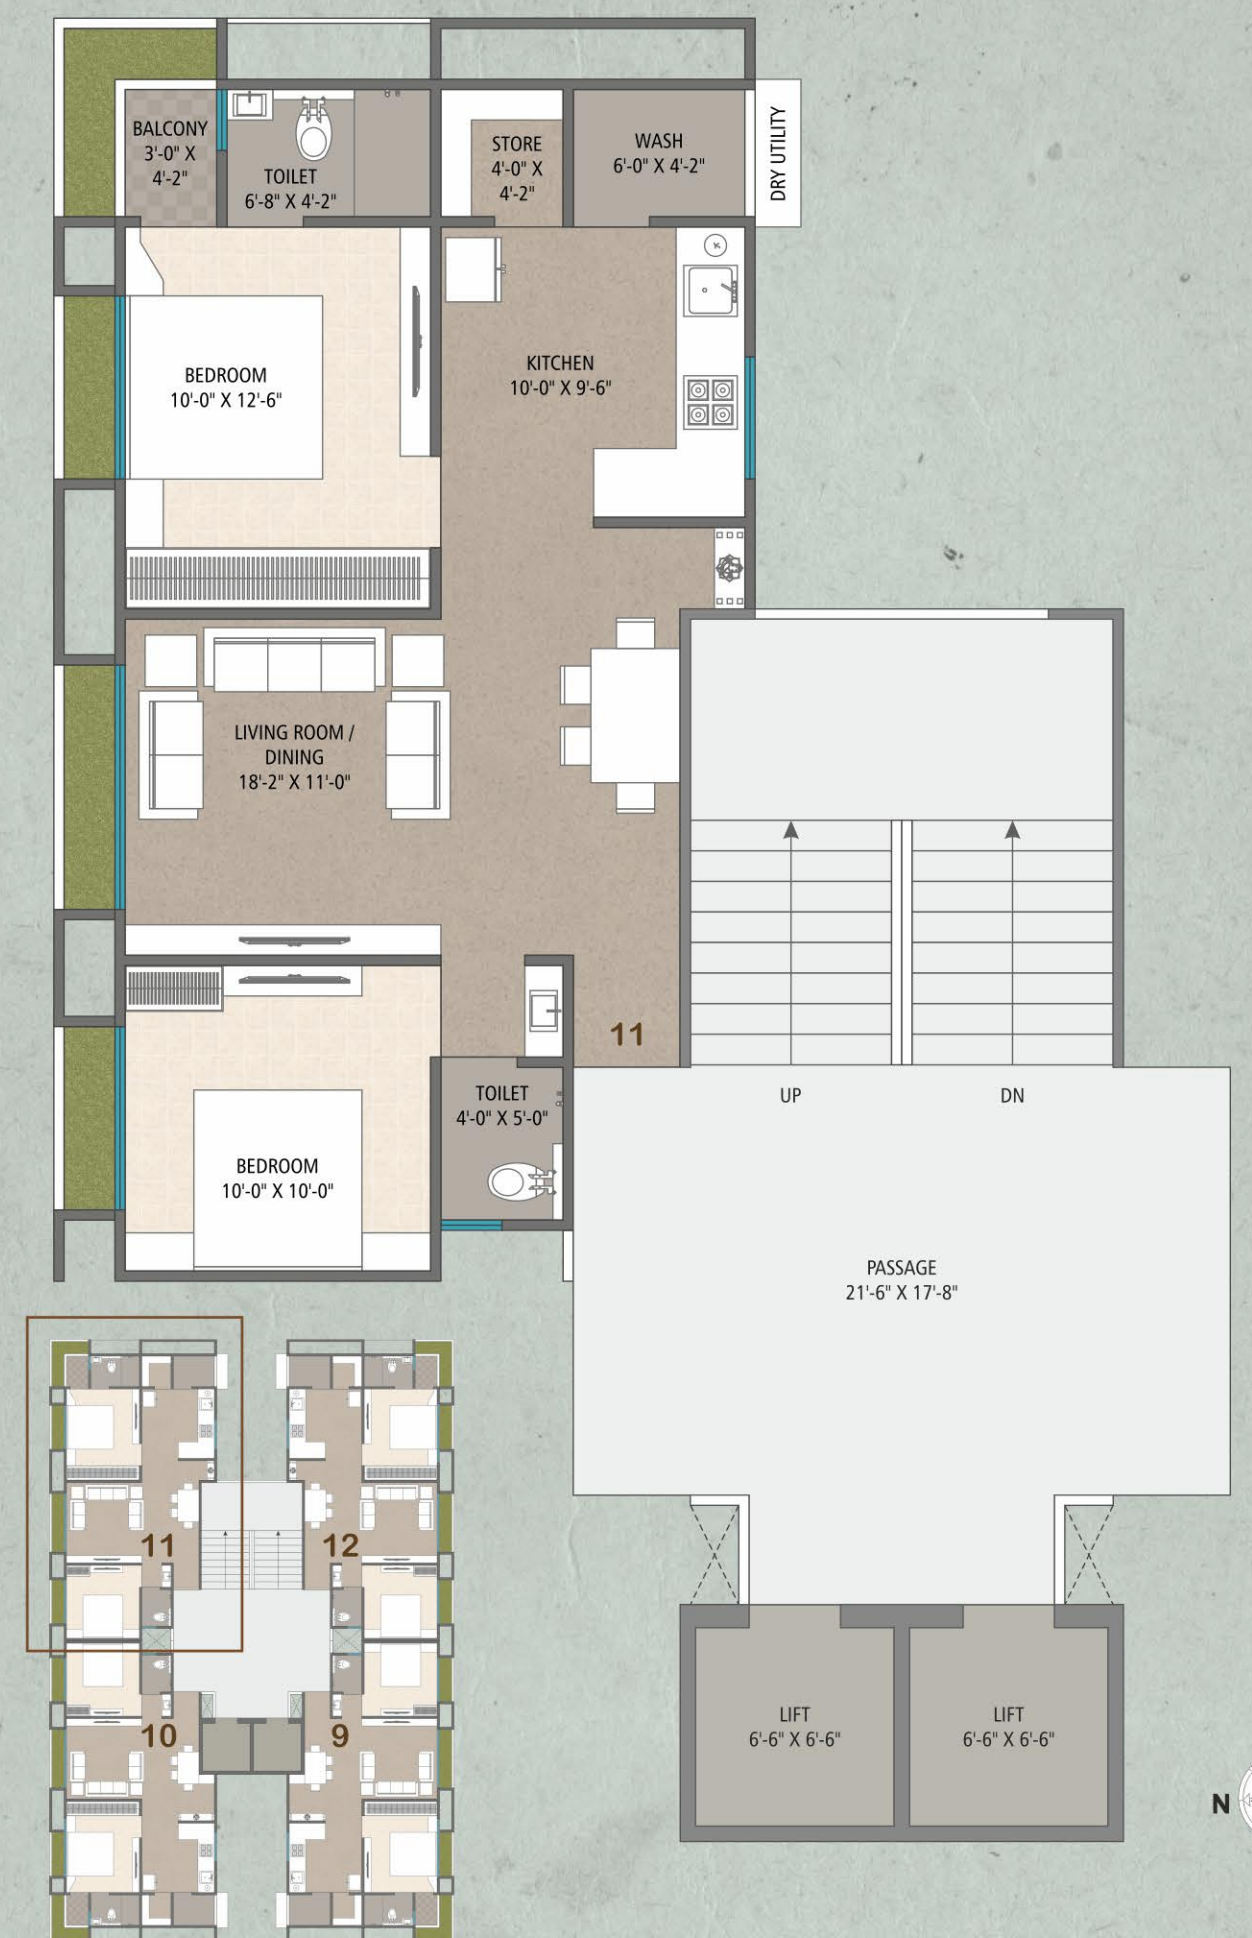 BALCONY
3'-0" X
4'-2"
TOILET
6'-8" X 4'-2"
STORE
4'-0" X
4'-2"
WASH
6'-0" X 4'-2"
DRY UTILITY
BEDROOM
10'-0" X 12'-6"
KITCHEN
10'-0" X 9'-6"
LIVING ROOM /
DINING
18'-2" X 11'-0"
11
UP
DN
TOILET
4'-0" X 5'-0"
BEDROOM
10'-0" X 10'-0"
PASSAGE
21'-6" X 17'-8"
11
12
10
9
LIFT
6'-6" X 6'-6"
LIFT
6'-6" X 6'-6"
N